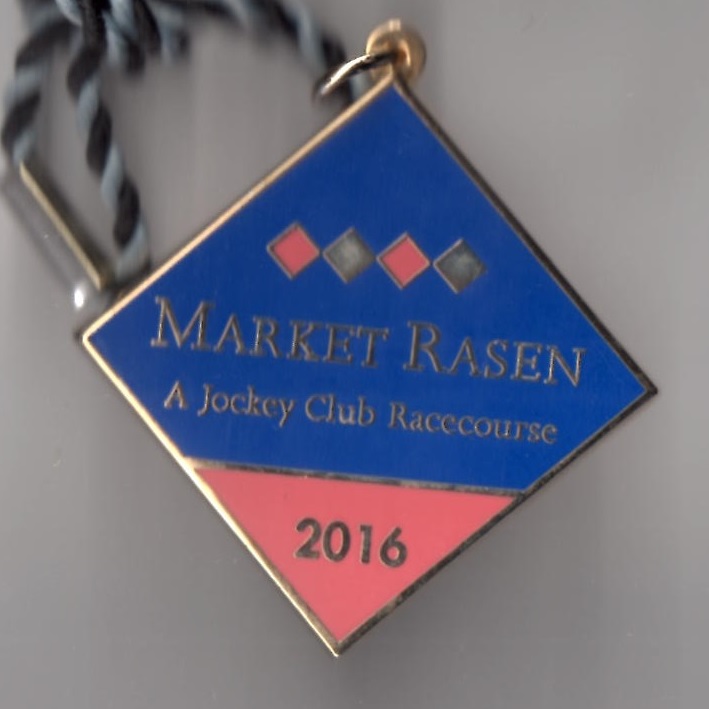 MARKET RASEN
A Jockey Club Racecourse
2016